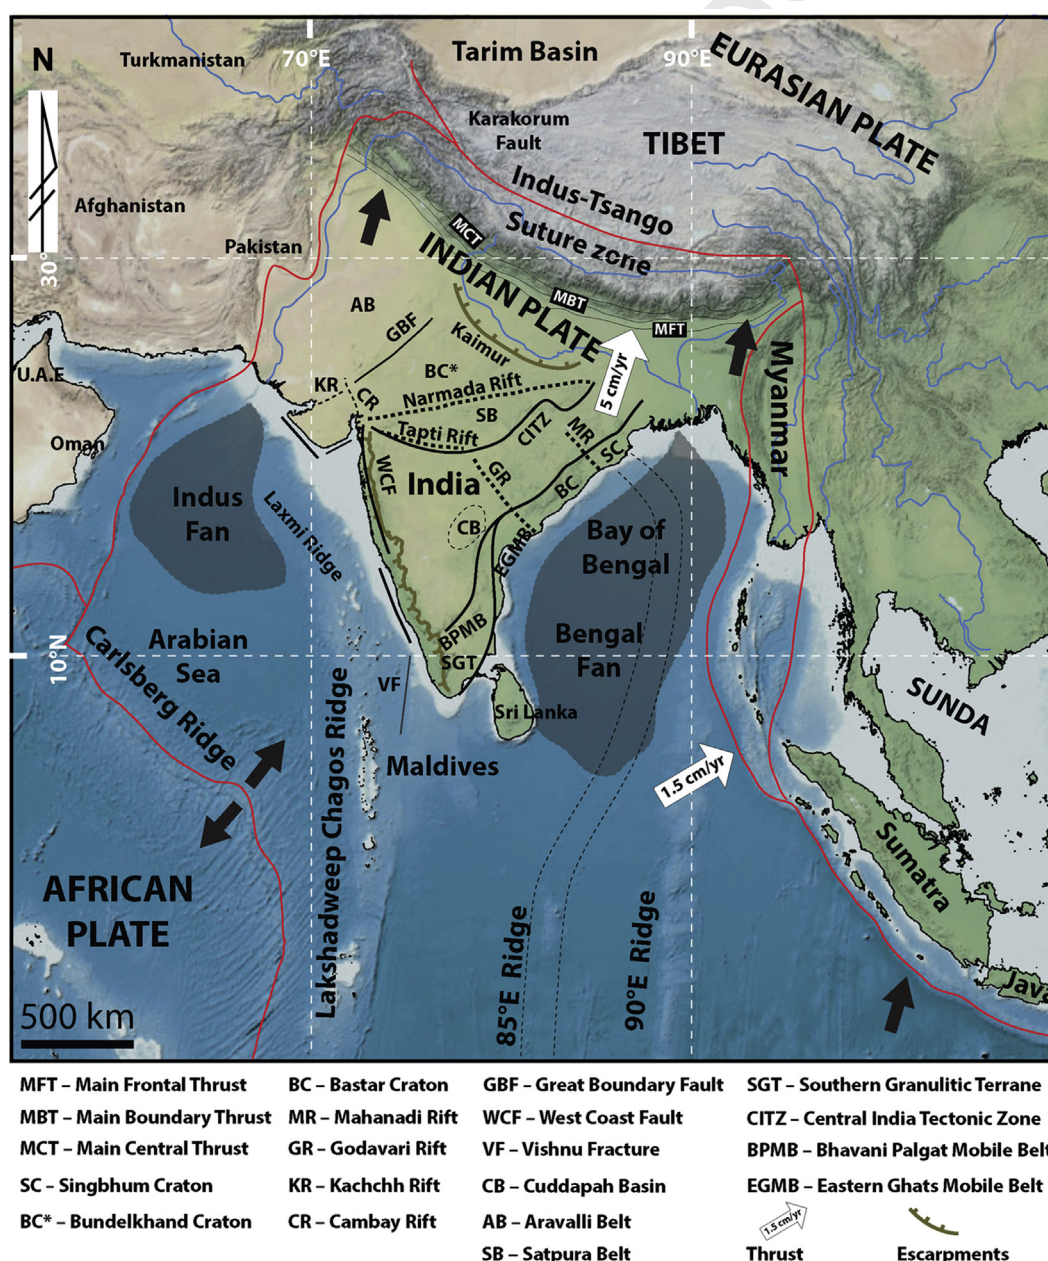 N
Turkmanistan
70°E
Tarim Basin
90°E
EURASIAN PLATE
Karakorum
Fault
TIBET
Afghanistan
Indus-Tsango
Suture zone
Pakistan
30°
MCT
INDIAN PLATE
MBT
MFT
AB
GBF
Kaimur
5 cm/yr
Myanmar
U.A.E
KR
CR
BC*
Narmada Rift
SB
Tapti Rift
CITZ
MR
SC
Oman
WCF
India
GR
BC
Indus
Fan
Laxmi Ridge
CB
EGMB
Bay of
Bengal
Bengal
Fan
BPMB
SGT
Arabian
Sea
10°N
Carlsberg Ridge
VF
Sri Lanka
SUNDA
Lakshadweep Chagos Ridge
Maldives
1.5 cm/yr
Sumatra
AFRICAN
PLATE
85°E Ridge
90°E Ridge
Java
500 km
MFT – Main Frontal Thrust
BC – Bastar Craton
GBF – Great Boundary Fault
SGT – Southern Granulitic Terrane
MBT – Main Boundary Thrust
MR – Mahanadi Rift
WCF – West Coast Fault
CITZ – Central India Tectonic Zone
MCT – Main Central Thrust
GR – Godavari Rift
VF – Vishnu Fracture
BPMB – Bhavani Palgat Mobile Belt
SC – Singbhum Craton
KR – Kachchh Rift
CB – Cuddapah Basin
EGMB – Eastern Ghats Mobile Belt
BC* – Bundelkhand Craton
CR – Cambay Rift
AB – Aravalli Belt
1.5 cm/yr
SB – Satpura Belt
Thrust
Escarpments